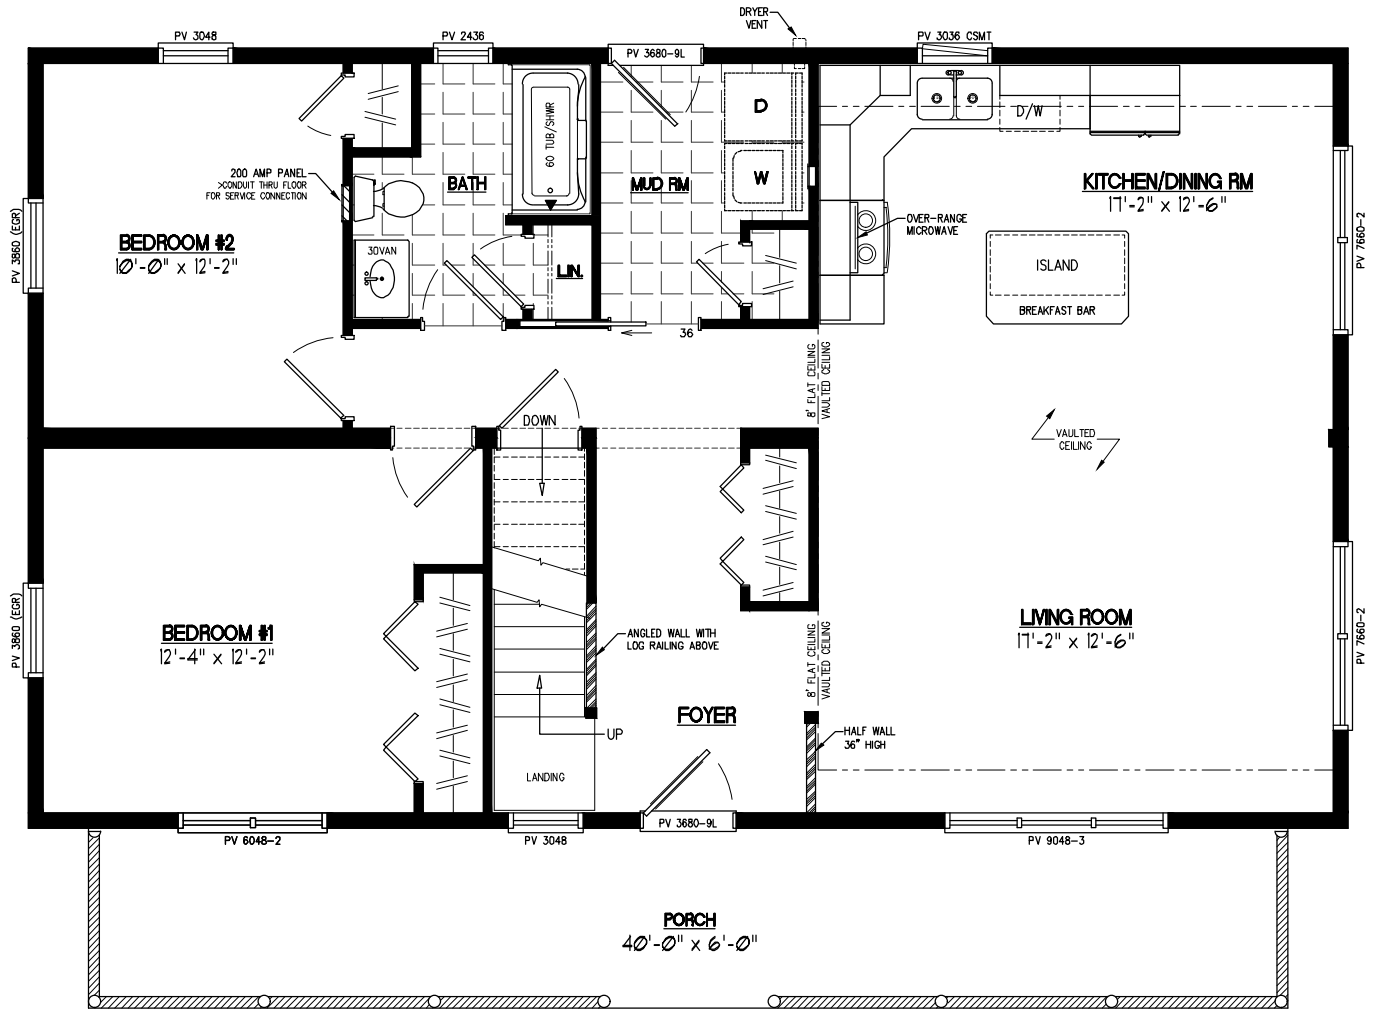 DRYER
VENT
PV 3048
PV 2436
PV 3680-9L
PV 3036 CSMT
D
D/W
60 TUB/SHWR
200 AMP PANEL
>CONDUIT THRU FLOOR
FOR SERVICE CONNECTION
BATH
MUD RM
W
KITCHEN/DINING RM
17'-2" x 12'-6"
OVER-RANGE
MICROWAVE
PV 3860 (EGR)
BEDROOM #2
10'-0" x 12'-2"
30VAN
LIN.
ISLAND
BREAKFAST BAR
PV 7660-2
36
8' FLAT CEILING
VAULTED CEILING
DOWN
VAULTED
CEILING
PV 3860 (EGR)
BEDROOM #1
12'-4" x 12'-2"
ANGLED WALL WITH
LOG RAILING ABOVE
8' FLAT CEILING
VAULTED CEILING
LIVING ROOM
17'-2" x 12'-6"
PV 7660-2
FOYER
UP
HALF WALL
36" HIGH
LANDING
PV 6048-2
PV 3048
PV 3680-9L
PV 9048-3
PORCH
40'-0" x 6'-0"